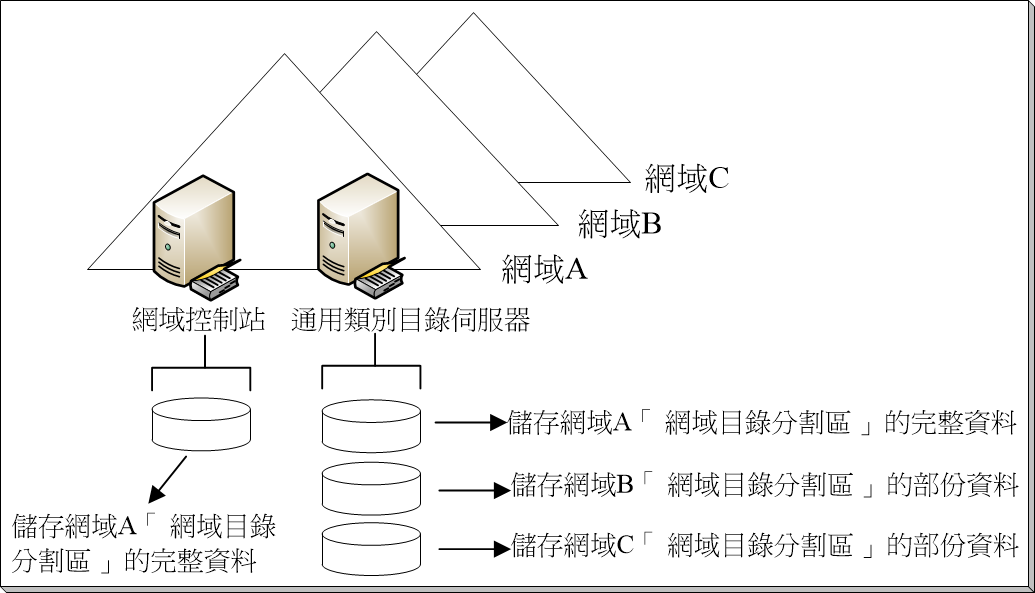 網域C
網域B
網域A
網域控制站
通用類別目錄伺服器
儲存網域A「 網域目錄分割區 」的完整資料
儲存網域B「 網域目錄分割區 」的部份資料
儲存網域C「 網域目錄分割區 」的部份資料
儲存網域A「 網域目錄
分割區 」的完整資料